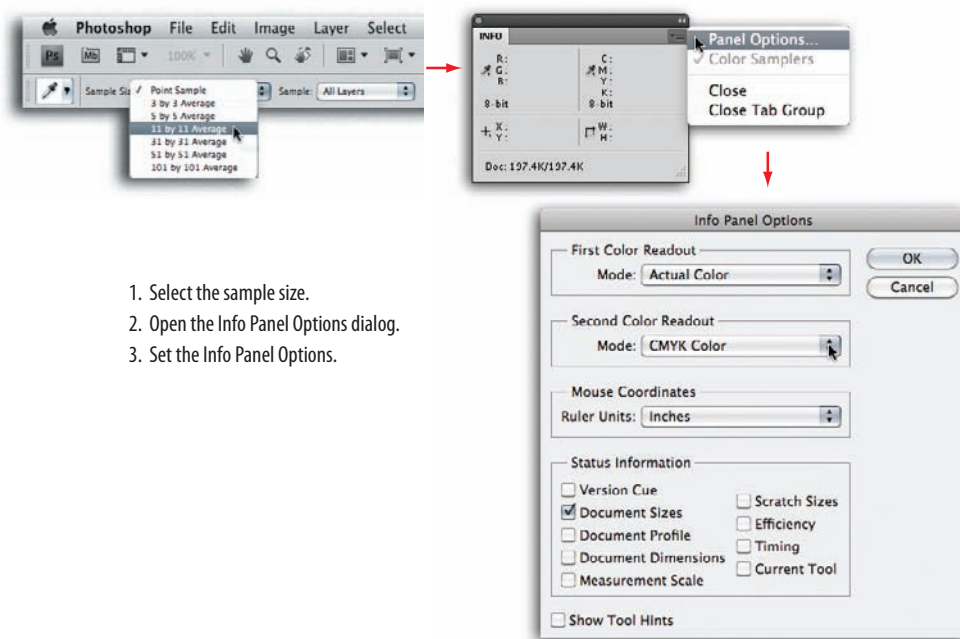 Photoshop File Edit Image Layer Select
Ps Mb 100%
Sample Siz Point Sample Sample: All Layers
3 by 3 Average
5 by 5 Average
11 by 11 Average
31 by 31 Average
51 by 51 Average
101 by 101 Average
INFO
R: C:
G: M:
B: Y:
K:
8-bit 8-bit
X: W:
Y: H:
Doc: 197.4K/197.4K
Panel Options...
Color Samplers
Close
Close Tab Group
1. Select the sample size.
2. Open the Info Panel Options dialog.
3. Set the Info Panel Options.
Info Panel Options
First Color Readout
Mode: Actual Color
OK
Cancel
Second Color Readout
Mode: CMYK Color
Mouse Coordinates
Ruler Units: Inches
Status Information
Version Cue
Document Sizes
Document Profile
Document Dimensions
Measurement Scale
Scratch Sizes
Efficiency
Timing
Current Tool
Show Tool Hints